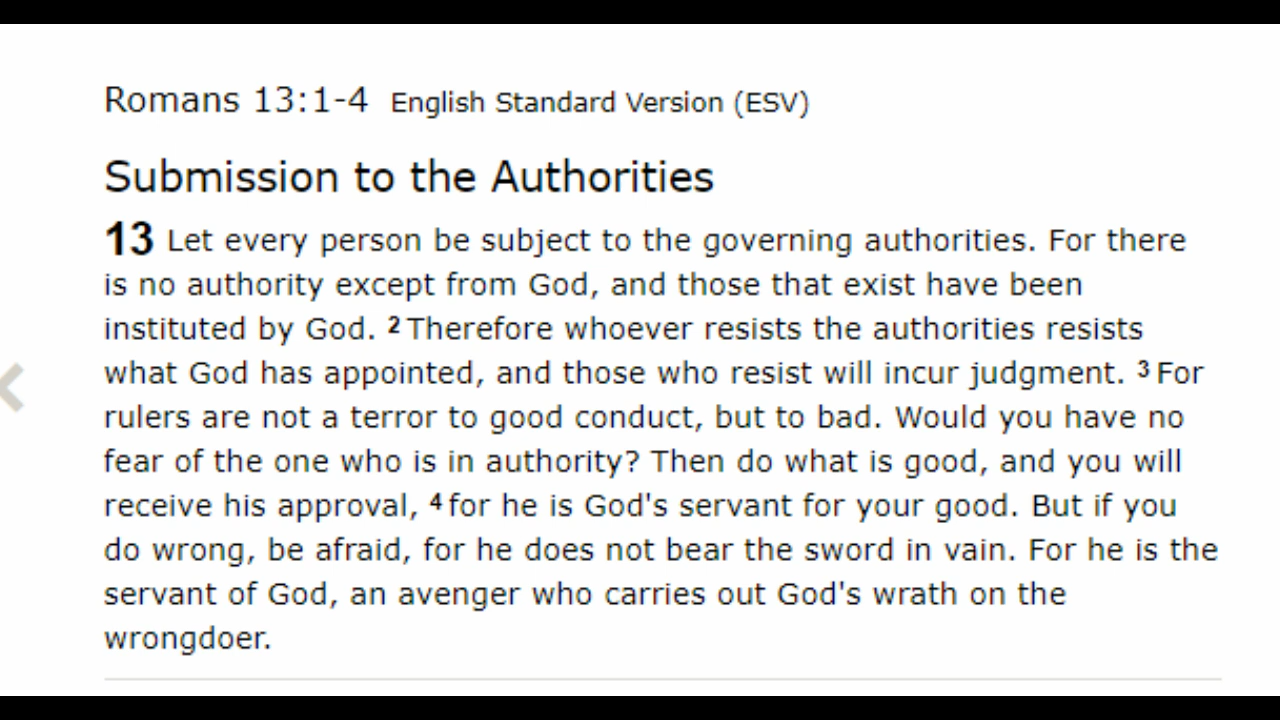 Romans 13:1-4 English Standard Version (ESV)
Submission to the Authorities
13 Let every person be subject to the governing authorities. For there
is no authority except from God, and those that exist have been
instituted by God. 2 Therefore whoever resists the authorities resists
what God has appointed, and those who resist will incur judgment. 3 For
rulers are not a terror to good conduct, but to bad. Would you have no
fear of the one who is in authority? Then do what is good, and you will
receive his approval, 4 for he is God's servant for your good. But if you
do wrong, be afraid, for he does not bear the sword in vain. For he is the
servant of God, an avenger who carries out God's wrath on the
wrongdoer.